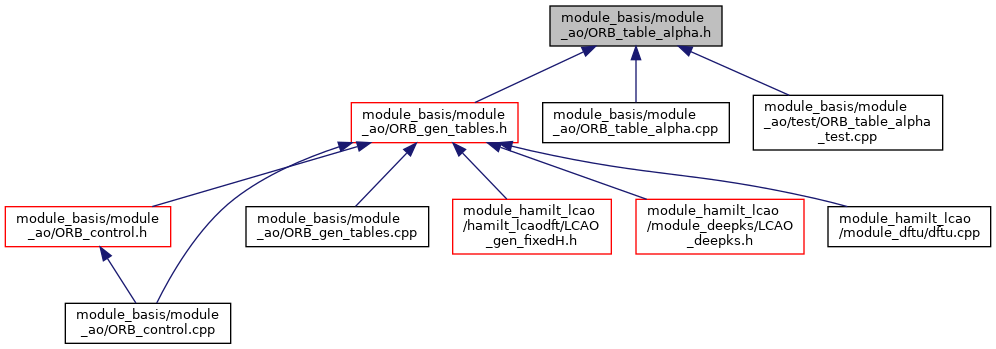 module_basis/module
_ao/ORB_table_alpha.h
module_basis/module
_ao/ORB_gen_tables.h
module_basis/module
_ao/ORB_table_alpha.cpp
module_basis/module
_ao/test/ORB_table_alpha
_test.cpp
module_basis/module
_ao/ORB_control.h
module_basis/module
_ao/ORB_gen_tables.cpp
module_hamilt_lcao
/hamilt_lcaodft/LCAO
_gen_fixedH.h
module_hamilt_lcao
/module_deepks/LCAO
_deepks.h
module_hamilt_lcao
/module_dftu/dftu.cpp
module_basis/module
_ao/ORB_control.cpp